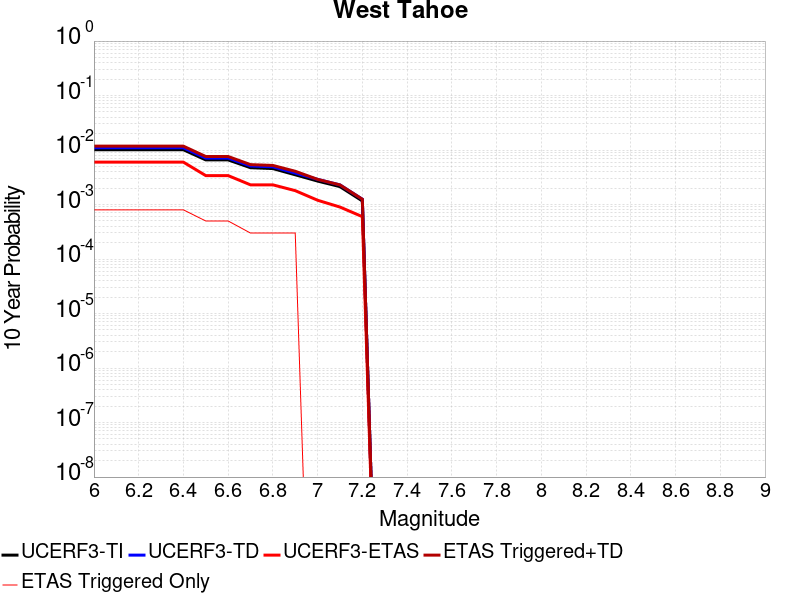 West Tahoe
10^0
10^-1
10^-2
10^-3
10^-4
10^-5
10^-6
10^-7
10^-8
10 Year Probability
6 6.2 6.4 6.6 6.8 7 7.2 7.4 7.6 7.8 8 8.2 8.4 8.6 8.8 9
Magnitude
UCERF3-TI UCERF3-TD UCERF3-ETAS ETAS Triggered+TD
ETAS Triggered Only